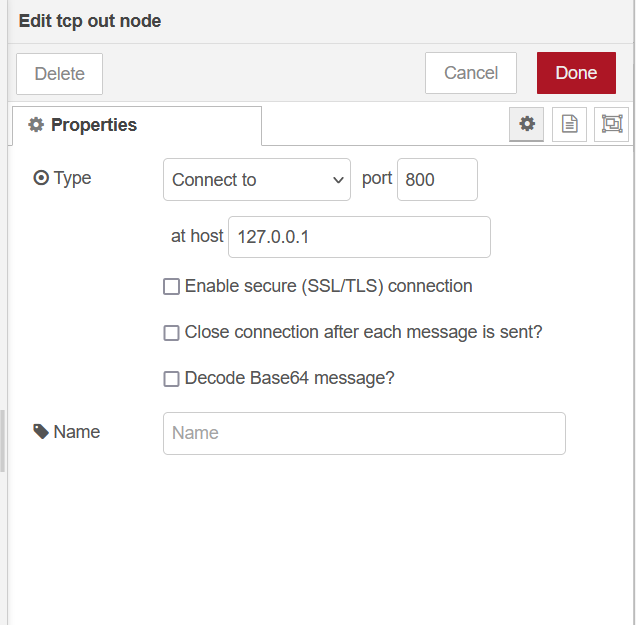 Edit tcp out node
Delete
Cancel
Done
Properties
Type
Connect to
port
800
at host
127.0.0.1
Enable secure (SSL/TLS) connection
Close connection after each message is sent?
Decode Base64 message?
Name
Name